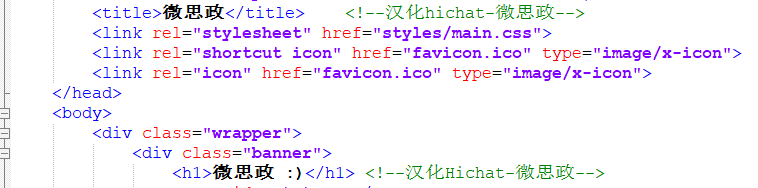 <title>微思政</title> <!--汉化hichat-微思政-->
<link rel="stylesheet" href="styles/main.css">
<link rel="shortcut icon" href="favicon.ico" type="image/x-icon">
<link rel="icon" href="favicon.ico" type="image/x-icon">
</head>
<body>
<div class="wrapper">
<div class="banner">
<h1>微思政 :)</h1> <!--汉化Hichat-微思政-->